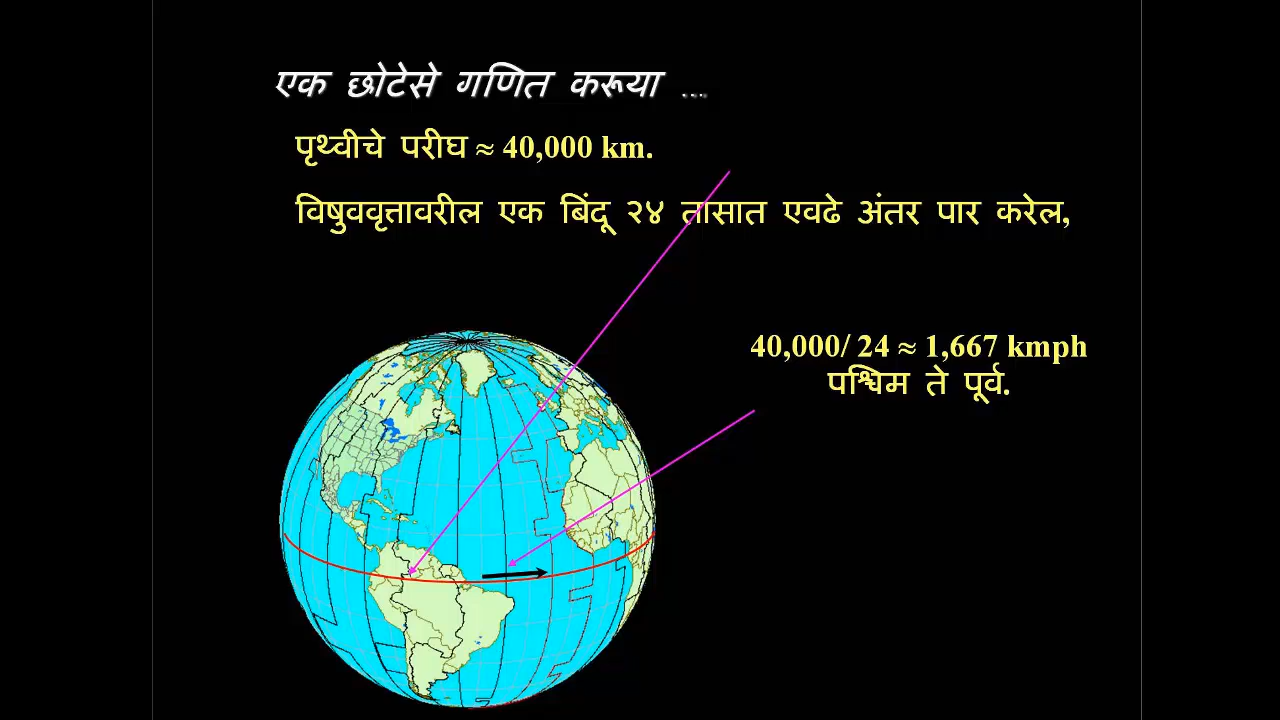 एक छोटेसे गणित करूया ...
पृथ्वीचे परीघ ≈ 40,000 km.
विषुववृत्तावरील एक बिंदू २४ तासात एवढे अंतर पार करेल,
40,000/ 24 ≈ 1,667 kmph
पश्चिम ते पूर्व.